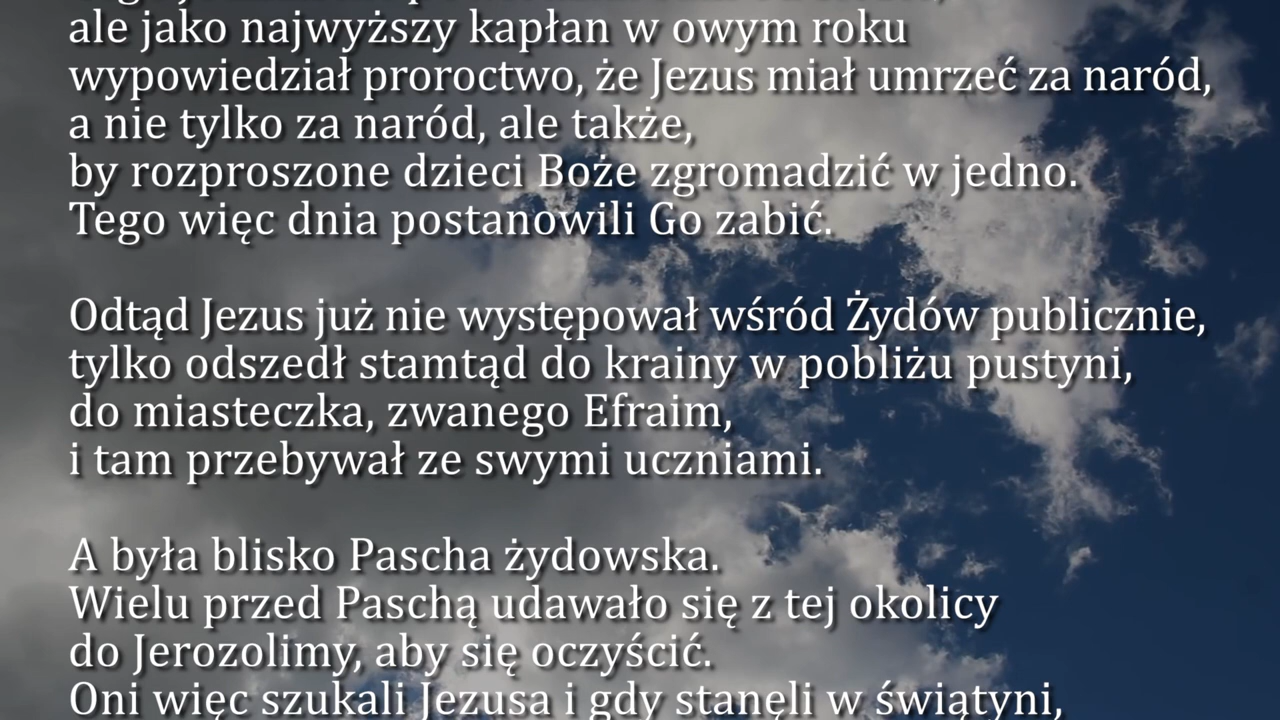 ale jako najwyższy kapłan w owym roku
wypowiedział proroctwo, że Jezus miał umrzeć za naród,
a nie tylko za naród, ale także,
by rozproszone dzieci Boże zgromadzić w jedno.
Tego więc dnia postanowili Go zabić.
Odtąd Jezus już nie występował wśród Żydów publicznie,
tylko odszedł stamtąd do krainy w pobliżu pustyni,
do miasteczka, zwanego Efraim,
i tam przebywał ze swymi uczniami.
A była blisko Pascha żydowska.
Wielu przed Paschą udawało się z tej okolicy
do Jerozolimy, aby się oczyścić.
Oni więc szukali Jezusa i gdy stanęli w świątyni,